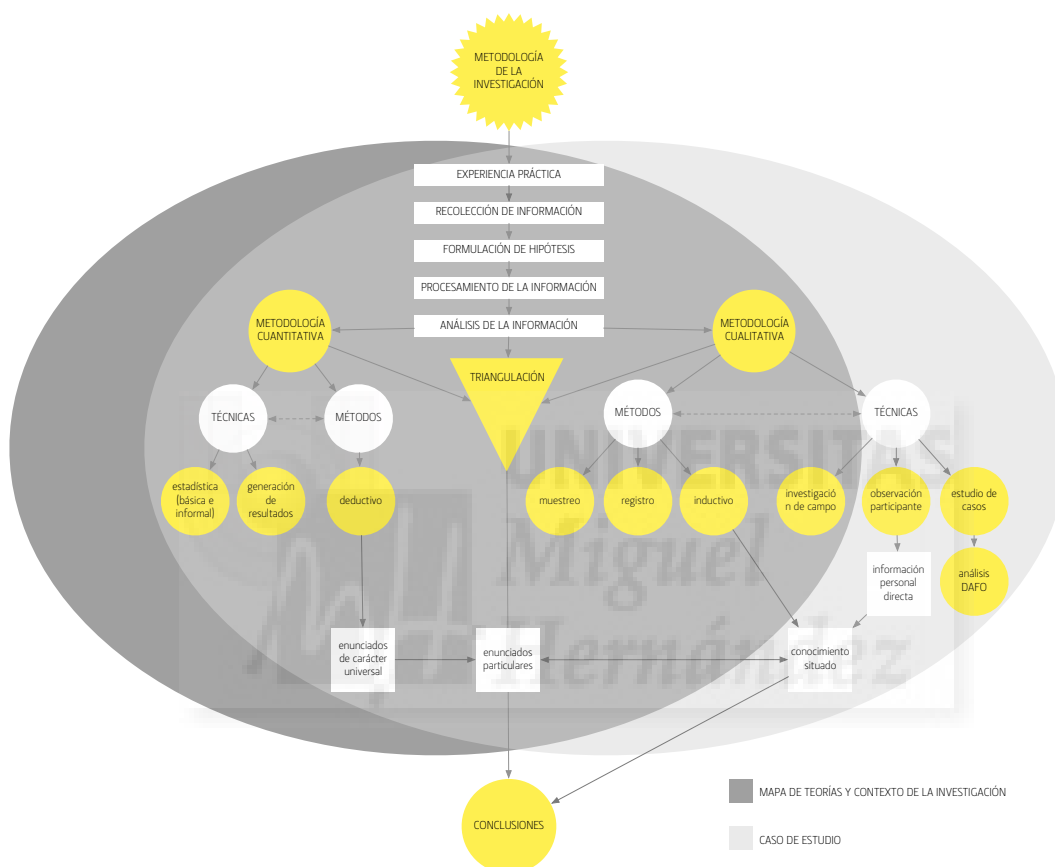 METODOLOGÍA
DE LA
INVESTIGACIÓN
EXPERIENCIA PRÁCTICA
RECOLECCIÓN DE INFORMACIÓN
FORMULACIÓN DE HIPÓTESIS
PROCESAMIENTO DE LA INFORMACIÓN
ANÁLISIS DE LA INFORMACIÓN
METODOLOGÍA
CUANTITATIVA
METODOLOGÍA
CUALITATIVA
TRIANGULACIÓN
TÉCNICAS
MÉTODOS
MÉTODOS
TÉCNICAS
estadística
(básica e
informal)
generación
de
resultados
deductivo
muestreo
registro
inductivo
investigació
n de campo
observación
participante
estudio de
casos
información
personal
directa
análisis
DAFO
enunciados
de carácter
universal
enunciados
particulares
conocimiento
situado
CONCLUSIONES
MAPA DE TEORÍAS Y CONTEXTO DE LA INVESTIGACIÓN
CASO DE ESTUDIO
UNIVERSITAS
Miguel
Hernández